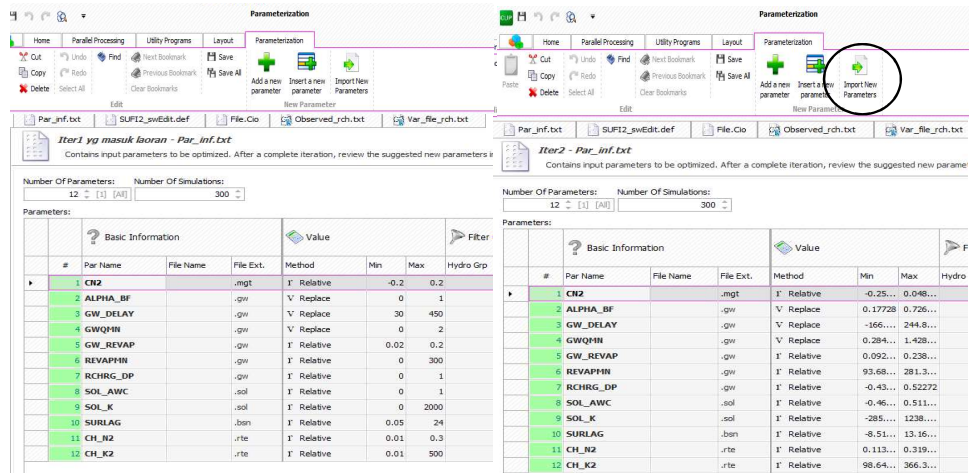 Parameterization
Home Parallel Processing Utility Programs Layout Parameterization
Cut Undo Find Next Bookmark Save
Copy Redo Previous Bookmark Save All
Delete Select All Clear Bookmarks
Add a new parameter Insert a new parameter Import New Parameters
Edit New Parameter
Par_inf.txt SUFI2_swEdit.def File.Cio Observed_rch.txt Var_file_rch.txt
Iter1 yg masuk laoran - Par_inf.txt
Contains input parameters to be optimized. After a complete iteration, review the suggested new parameters i
Number Of Parameters: Number Of Simulations:
12 [1] [All] 300
Parameters:
Basic Information Value Filter
# Par Name File Name File Ext. Method Min Max Hydro Grp
1 CN2 .mgt r Relative -0.2 0.2
2 ALPHA_BF .gw V Replace 0 1
3 GW_DELAY .gw V Replace 30 450
4 GWQMN .gw V Replace 0 2
5 GW_REVAP .gw r Relative 0.02 0.2
6 REVAPMN .gw r Relative 0 300
7 RCHRG_DP .gw r Relative 0 1
8 SOL_AWC .sol r Relative 0 1
9 SOL_K .sol r Relative 0 2000
10 SURLAG .bsn r Relative 0.05 24
11 CH_N2 .rte r Relative 0.01 0.3
12 CH_K2 .rte r Relative 0.01 500
CUP
Parameterization
Home Parallel Processing Utility Programs Layout Parameterization
Paste
Cut Undo Find Next Bookmark Save
Copy Redo Previous Bookmark Save All
Delete Select All Clear Bookmarks
Add a new parameter Insert a new parameter Import New Parameters
Edit New Parameter
Par_inf.txt SUFI2_swEdit.def File.Cio Observed_rch.txt Var_file_rch.txt
Iter2 - Par_inf.txt
Contains input parameters to be optimized. After a complete iteration, review the suggested new parame
Number Of Parameters: Number Of Simulations:
12 [1] [All] 300
Parameters:
Basic Information Value F
# Par Name File Name File Ext. Method Min Max Hydro
1 CN2 .mgt r Relative -0.25... 0.048...
2 ALPHA_BF .gw V Replace 0.17728 0.726...
3 GW_DELAY .gw V Replace -166.... 244.8...
4 GWQMN .gw V Replace 0.284... 1.428...
5 GW_REVAP .gw r Relative 0.092... 0.238...
6 REVAPMN .gw r Relative 93.68... 281.3...
7 RCHRG_DP .gw r Relative -0.43... 0.52272
8 SOL_AWC .sol r Relative -0.46... 0.511...
9 SOL_K .sol r Relative -285.... 1238....
10 SURLAG .bsn r Relative -8.51... 13.16...
11 CH_N2 .rte r Relative 0.113... 0.319...
12 CH_K2 .rte r Relative 98.64... 366.3...